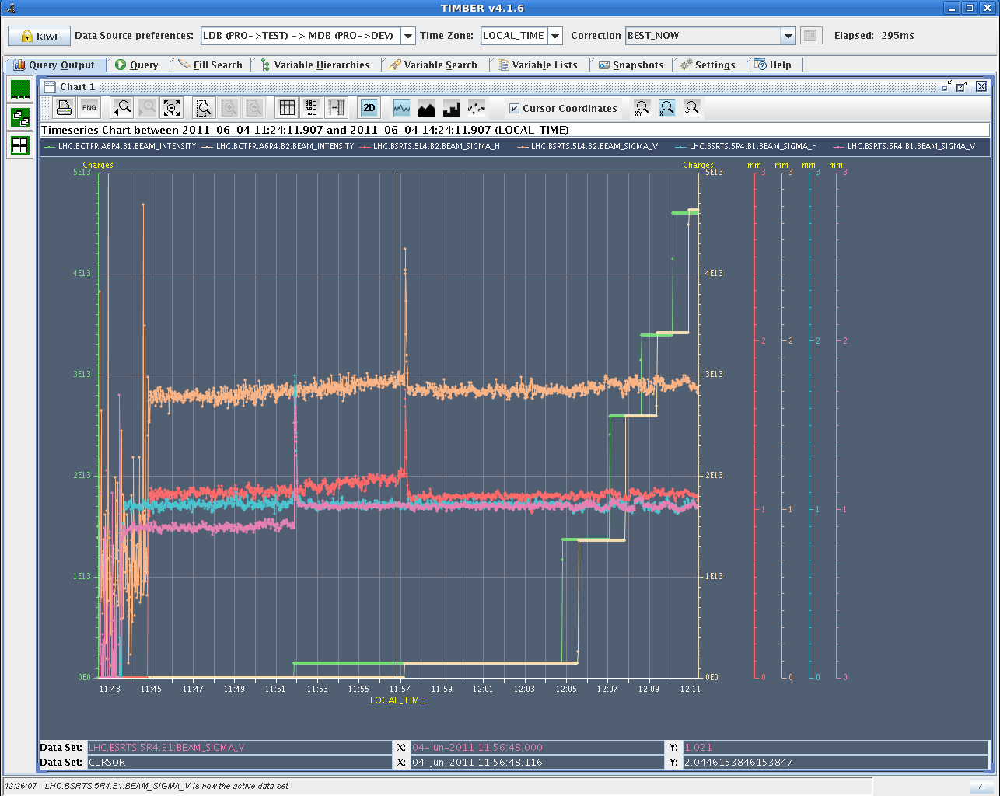 TIMBER v4.1.6
kiwi Data Source preferences: LDB (PRO->TEST) -> MDB (PRO->DEV) Time Zone: LOCAL_TIME Correction BEST_NOW Elapsed: 295ms
Query Output Query Fill Search Variable Hierarchies Variable Search Variable Lists Snapshots Settings Help
Chart 1
PNG 2D Cursor Coordinates XY X Y
Timeseries Chart between 2011-06-04 11:24:11.907 and 2011-06-04 14:24:11.907 (LOCAL_TIME)
LHC.BCTFR.A6R4.B1:BEAM_INTENSITY LHC.BCTFR.A6R4.B2:BEAM_INTENSITY LHC.BSRTS.5L4.B2:BEAM_SIGMA_H LHC.BSRTS.5L4.B2:BEAM_SIGMA_V LHC.BSRTS.5R4.B1:BEAM_SIGMA_H LHC.BSRTS.5R4.B1:BEAM_SIGMA_V
Charges Charges mm mm mm mm
5E13 5E13 3 3 3 3
4E13 4E13
2 2 2 2
3E13 3E13
2E13 2E13
1 1 1 1
1E13 1E13
0E0 0E0 0 0 0 0
11:43 11:45 11:47 11:49 11:51 11:53 11:55 11:57 11:59 12:01 12:03 12:05 12:07 12:09 12:11
LOCAL_TIME
Data Set: LHC.BSRTS.5R4.B1:BEAM_SIGMA_V X: 04-Jun-2011 11:56:48.000 Y: 1.021
Data Set: CURSOR X: 04-Jun-2011 11:56:48.116 Y: 2.0446153846153847
12:26:07 - LHC.BSRTS.5R4.B1:BEAM_SIGMA_V is now the active data set